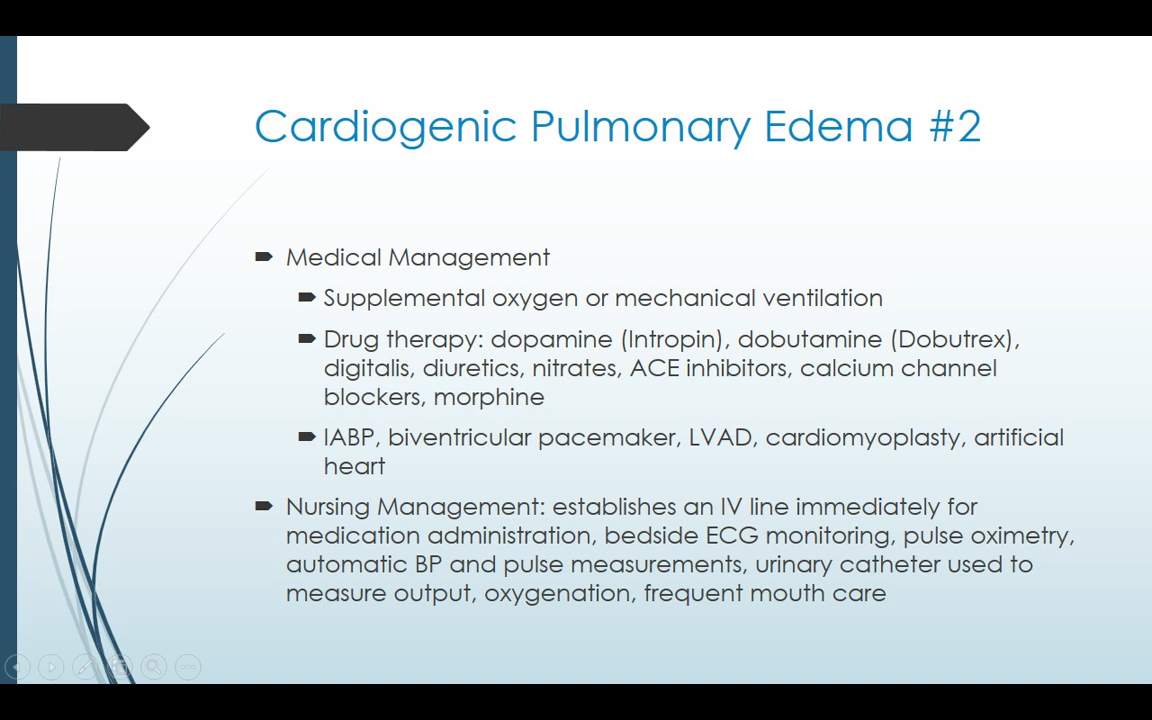 Cardiogenic Pulmonary Edema #2
Medical Management
Supplemental oxygen or mechanical ventilation
Drug therapy: dopamine (Intropin), dobutamine (Dobutrex),
digitalis, diuretics, nitrates, ACE inhibitors, calcium channel
blockers, morphine
IABP, biventricular pacemaker, LVAD, cardiomyoplasty, artificial
heart
Nursing Management: establishes an IV line immediately for
medication administration, bedside ECG monitoring, pulse oximetry,
automatic BP and pulse measurements, urinary catheter used to
measure output, oxygenation, frequent mouth care